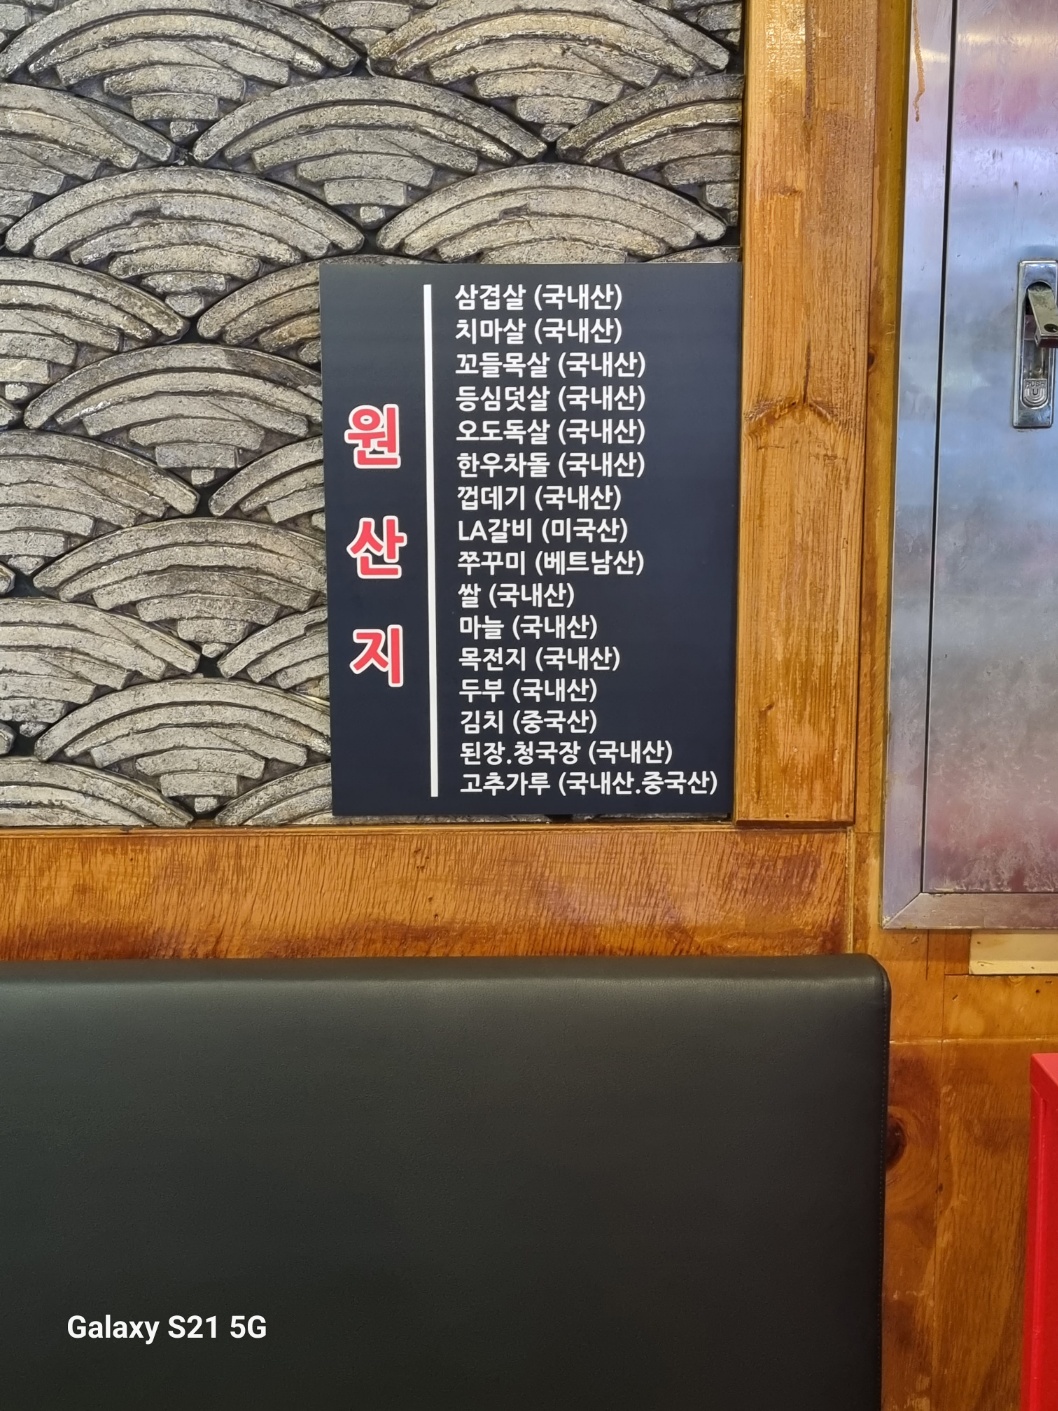 원
산
지
삼겹살 (국내산)
치마살 (국내산)
꼬들목살 (국내산)
등심덧살 (국내산)
오도독살 (국내산)
한우차돌 (국내산)
껍데기 (국내산)
LA갈비 (미국산)
쭈꾸미 (베트남산)
쌀 (국내산)
마늘 (국내산)
목전지 (국내산)
두부 (국내산)
김치 (중국산)
된장.청국장 (국내산)
고추가루 (국내산.중국산)
Galaxy S21 5G